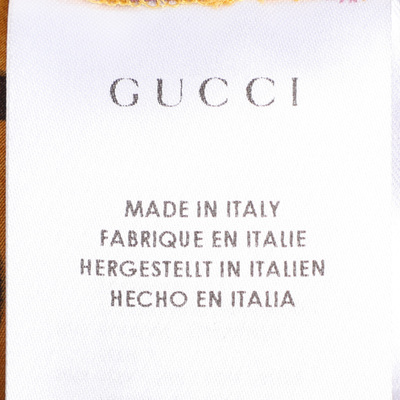 GUCCI
MADE IN ITALY
FABRIQUE EN ITALIE
HERGESTELLT IN ITALIEN
HECHO EN ITALIA